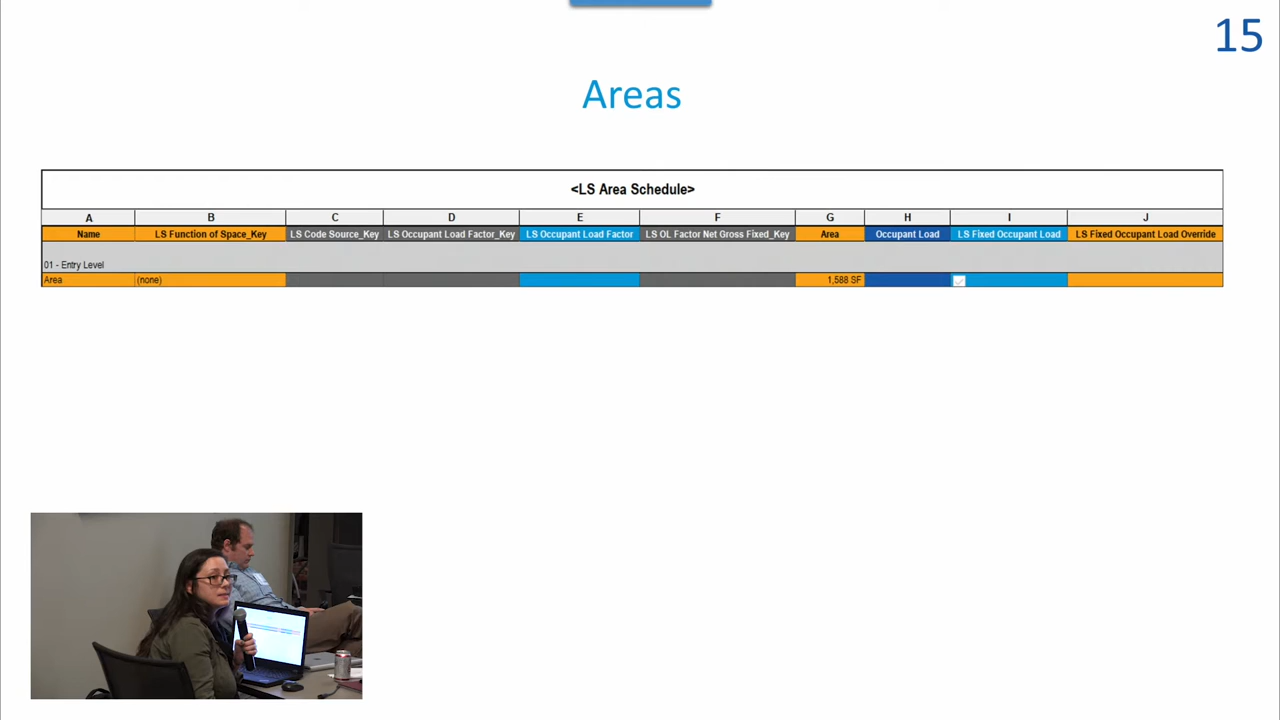 15
Areas
<LS Area Schedule>
A B C D E F G H I J
Name LS Function of Space_Key LS Code Source_Key LS Occupant Load Factor_Key LS Occupant Load Factor LS OL Factor Net Gross Fixed_Key Area Occupant Load LS Fixed Occupant Load LS Fixed Occupant Load Override
01 - Entry Level
Area (none) 1,588 SF